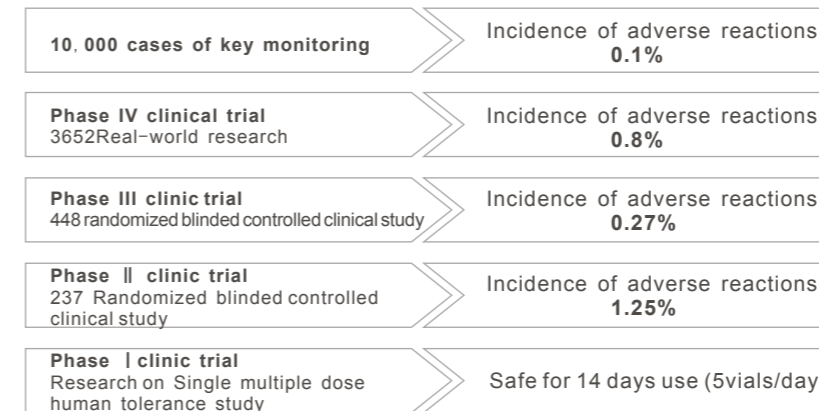 10, 000 cases of key monitoring
Incidence of adverse reactions
0.1%
Phase IV clinical trial
3652Real-world research
Incidence of adverse reactions
0.8%
Phase III clinic trial
448 randomized blinded controlled clinical study
Incidence of adverse reactions
0.27%
Phase Ⅱ clinic trial
237 Randomized blinded controlled
clinical study
Incidence of adverse reactions
1.25%
Phase Ⅰ clinic trial
Research on Single multiple dose
human tolerance study
Safe for 14 days use (5vials/day